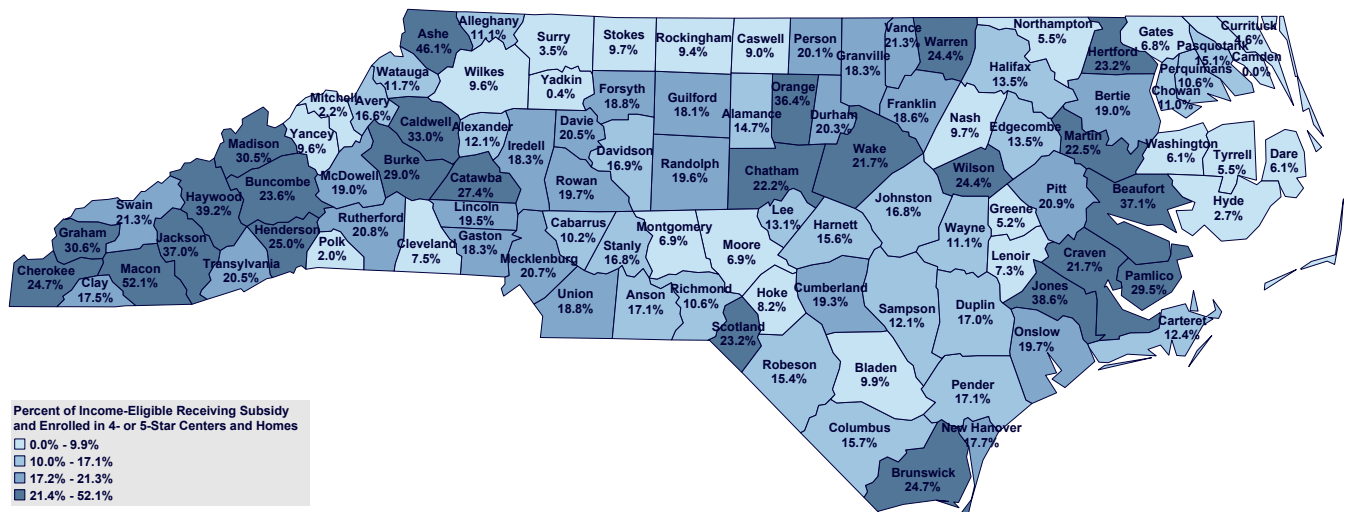 Ashe
46.1%
Alleghany
11.1%
Surry
3.5%
Stokes
9.7%
Rockingham
9.4%
Caswell
9.0%
Person
20.1%
Granville
18.3%
Vance
21.3%
Warren
24.4%
Northampton
5.5%
Halifax
13.5%
Hertford
23.2%
Gates
6.8%
Currituck
4.6%
Pasquotank
15.1%
Camden
0.0%
Perquimans
10.6%
Chowan
11.0%
Bertie
19.0%
Watauga
11.7%
Wilkes
9.6%
Yadkin
0.4%
Forsyth
18.8%
Guilford
18.1%
Alamance
14.7%
Orange
36.4%
Durham
20.3%
Franklin
18.6%
Nash
9.7%
Edgecombe
13.5%
Martin
22.5%
Washington
6.1%
Tyrrell
5.5%
Dare
6.1%
Mitchell
2.2%
Avery
16.6%
Yancey
9.6%
Madison
30.5%
Caldwell
33.0%
Alexander
12.1%
Iredell
18.3%
Davie
20.5%
Davidson
16.9%
Randolph
19.6%
Chatham
22.2%
Wake
21.7%
Wilson
24.4%
Pitt
20.9%
Beaufort
37.1%
Hyde
2.7%
Haywood
39.2%
Buncombe
23.6%
McDowell
19.0%
Burke
29.0%
Catawba
27.4%
Rowan
19.7%
Lincoln
19.5%
Swain
21.3%
Graham
30.6%
Jackson
37.0%
Henderson
25.0%
Rutherford
20.8%
Polk
2.0%
Cleveland
7.5%
Gaston
18.3%
Mecklenburg
20.7%
Cabarrus
10.2%
Stanly
16.8%
Montgomery
6.9%
Moore
6.9%
Lee
13.1%
Harnett
15.6%
Johnston
16.8%
Wayne
11.1%
Greene
5.2%
Lenoir
7.3%
Craven
21.7%
Pamlico
29.5%
Jones
38.6%
Cherokee
24.7%
Clay
17.5%
Macon
52.1%
Transylvania
20.5%
Union
18.8%
Anson
17.1%
Richmond
10.6%
Scotland
23.2%
Hoke
8.2%
Cumberland
19.3%
Sampson
12.1%
Duplin
17.0%
Onslow
19.7%
Carteret
12.4%
Robeson
15.4%
Bladen
9.9%
Pender
17.1%
Columbus
15.7%
New Hanover
17.7%
Brunswick
24.7%
Percent of Income-Eligible Receiving Subsidy
and Enrolled in 4- or 5-Star Centers and Homes
0.0% - 9.9%
10.0% - 17.1%
17.2% - 21.3%
21.4% - 52.1%